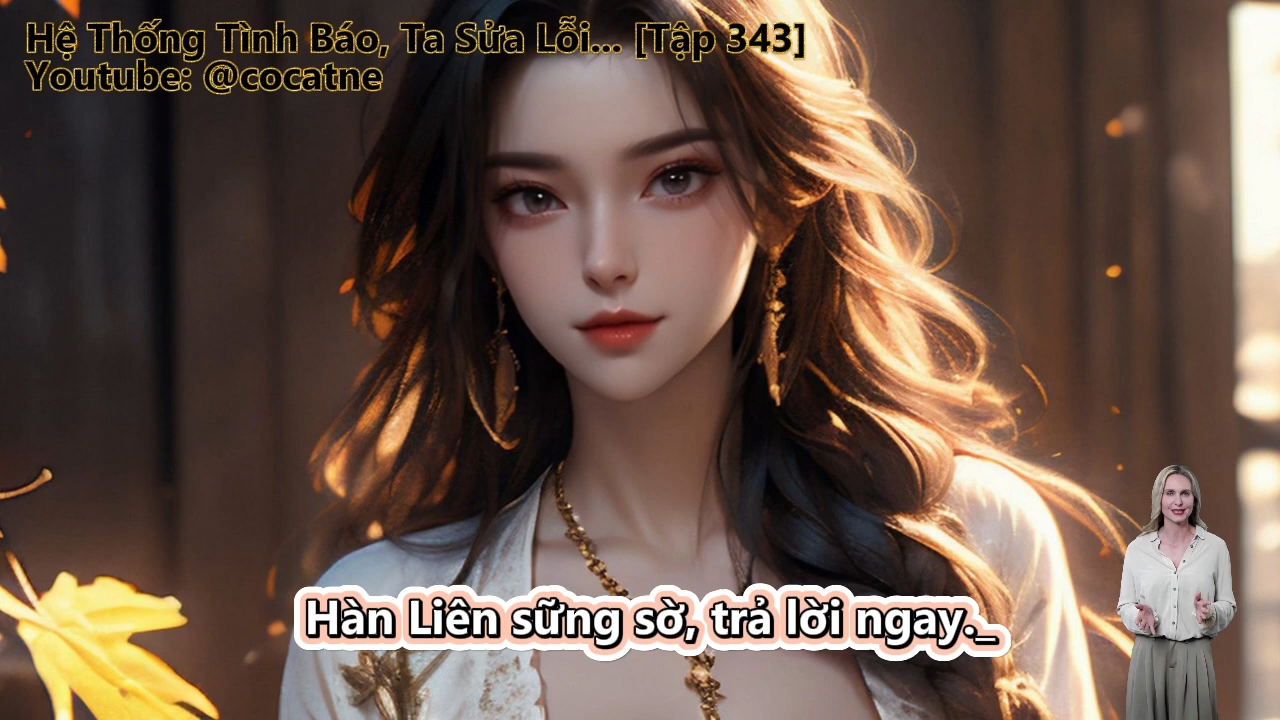 Hệ Thống Tình Báo, Ta Sửa Lỗi... [Tập 343]
Youtube: @cocatne
Hàn Liên sững sờ, trả lời ngay._